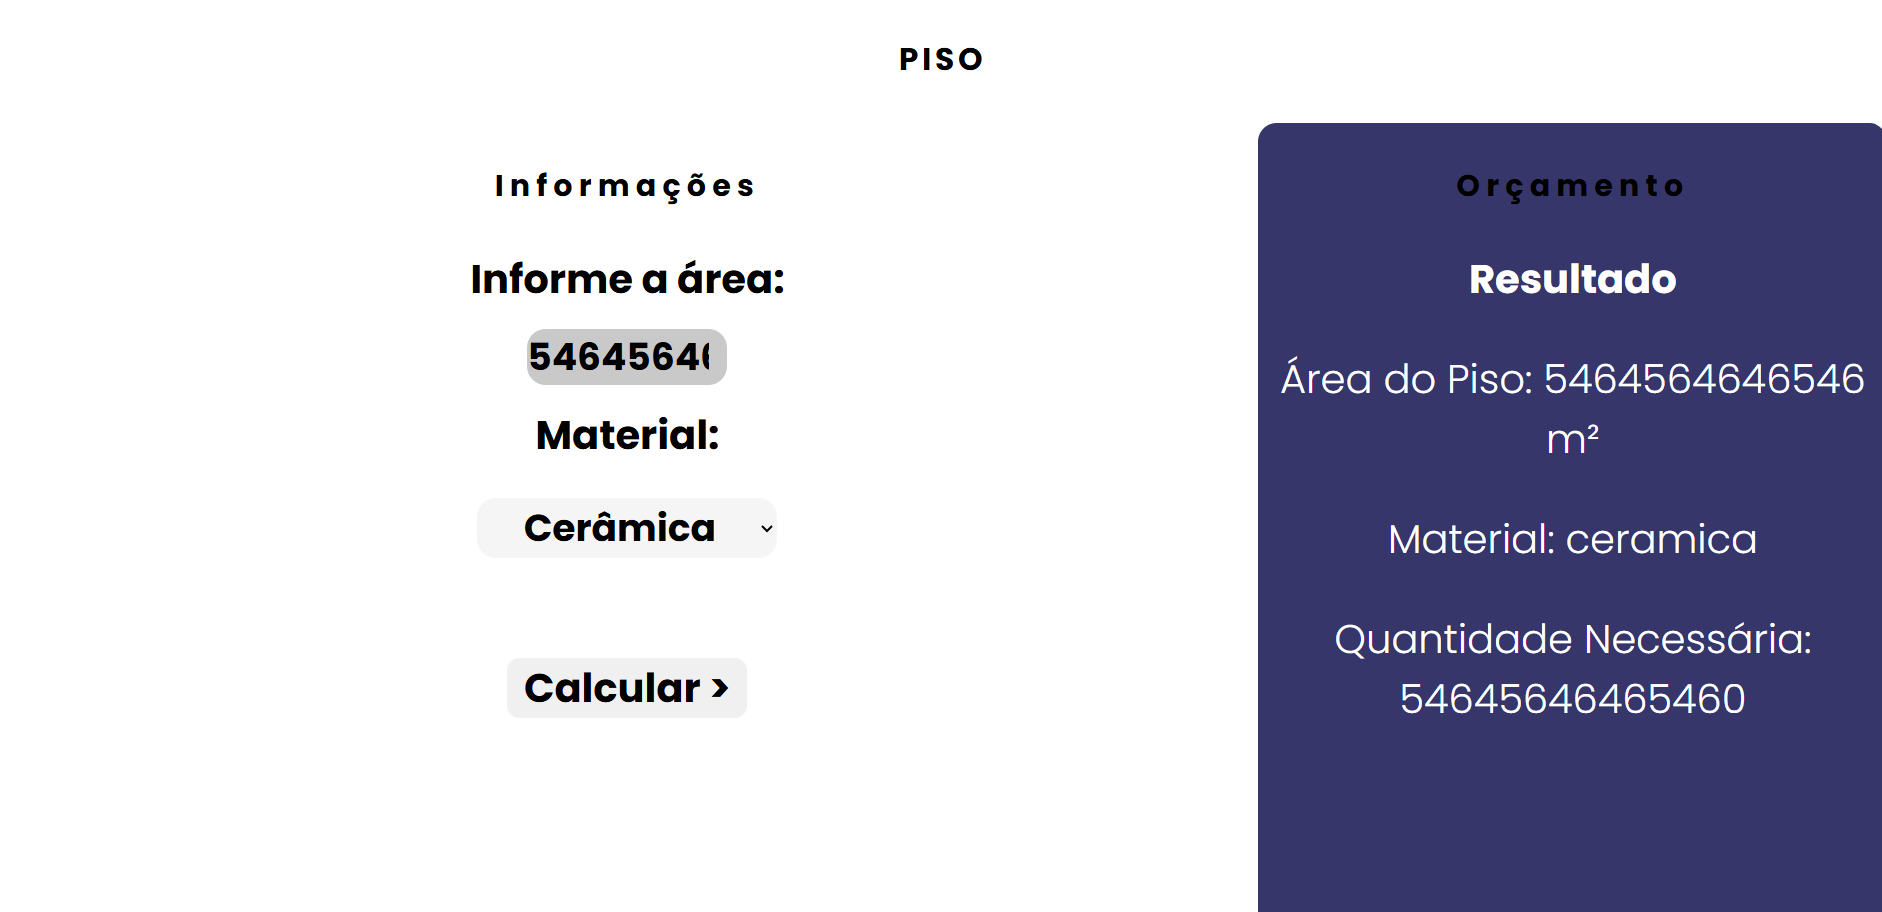 PISO
Informações
Informe a área:
5464564
Material:
Cerâmica
Calcular >
Orçamento
Resultado
Área do Piso: 5464564646546
m²
Material: ceramica
Quantidade Necessária:
54645646465460